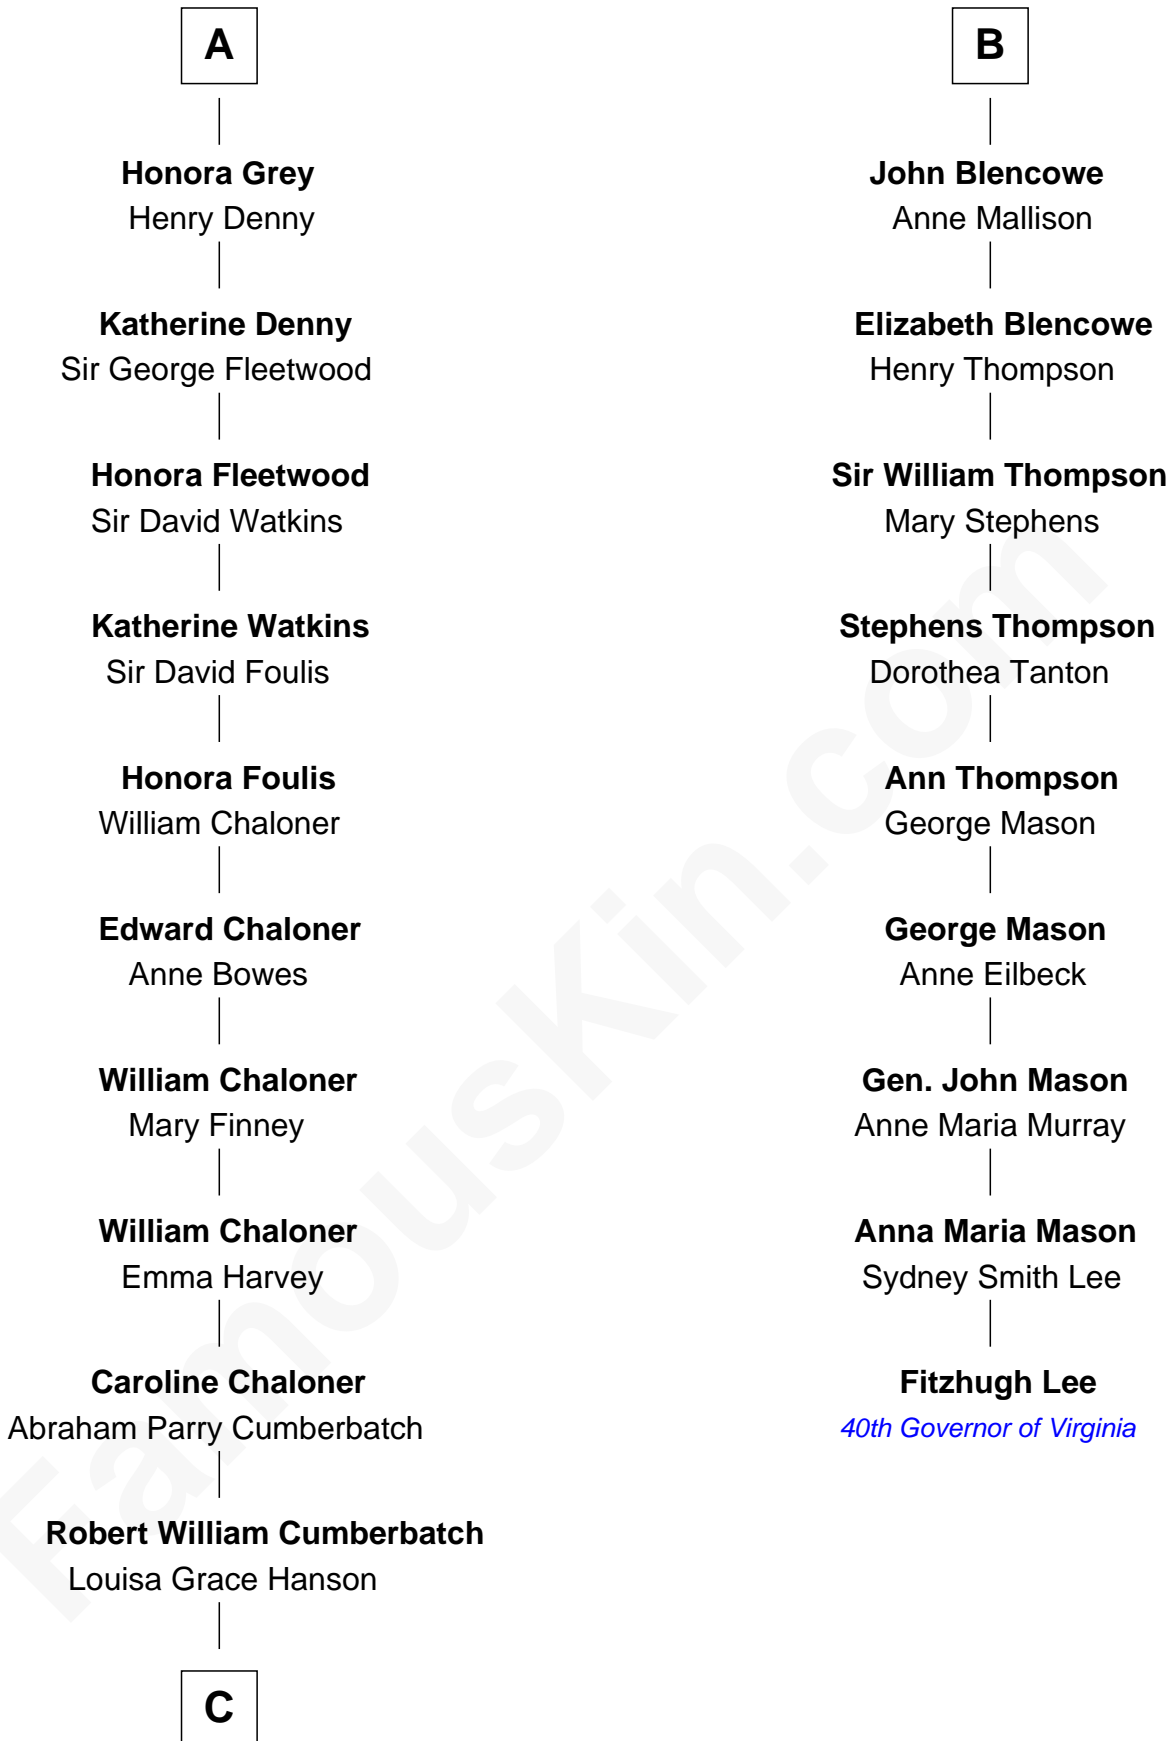 A
Honora Grey
Henry Denny
Katherine Denny
Sir George Fleetwood
Honora Fleetwood
Sir David Watkins
Katherine Watkins
Sir David Foulis
Honora Foulis
William Chaloner
Edward Chaloner
Anne Bowes
William Chaloner
Mary Finney
William Chaloner
Emma Harvey
Caroline Chaloner
Abraham Parry Cumberbatch
Robert William Cumberbatch
Louisa Grace Hanson
C
B
John Blencowe
Anne Mallison
Elizabeth Blencowe
Henry Thompson
Sir William Thompson
Mary Stephens
Stephens Thompson
Dorothea Tanton
Ann Thompson
George Mason
George Mason
Anne Eilbeck
Gen. John Mason
Anne Maria Murray
Anna Maria Mason
Sydney Smith Lee
Fitzhugh Lee
40th Governor of Virginia
FamousKin.com